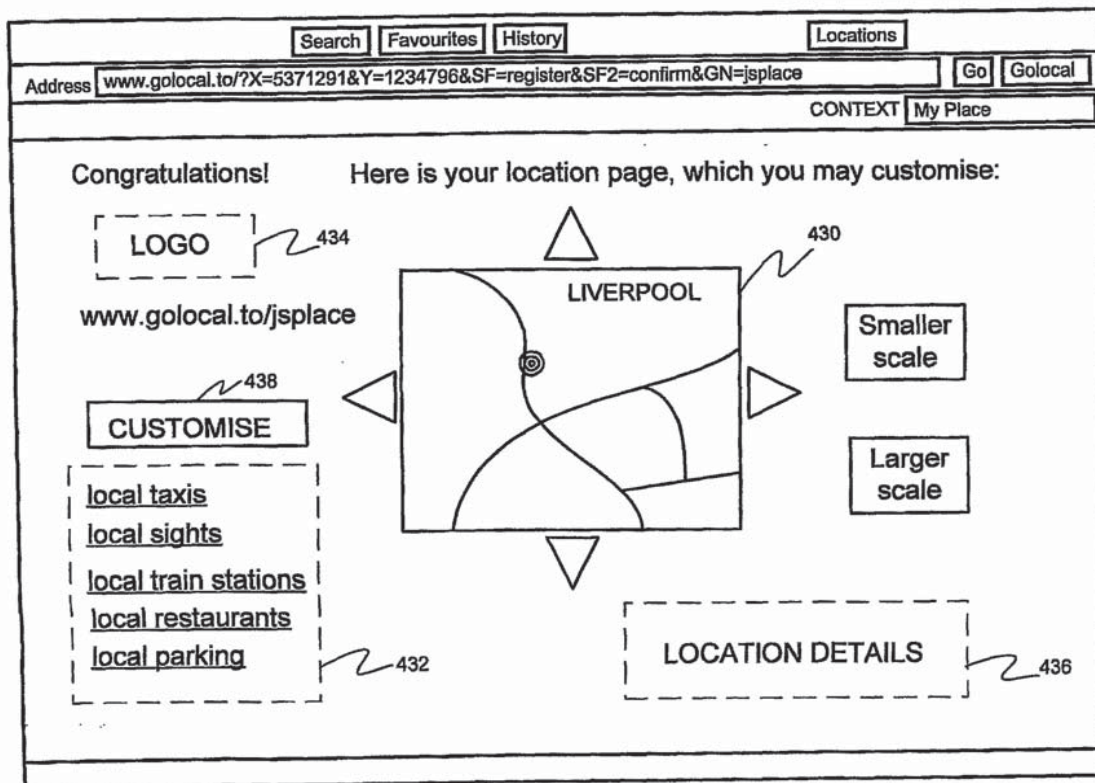 Search Favourites History Locations
Address www.golocal.to/?X=5371291&Y=1234796&SF=register&SF2=confirm&GN=jsplace Go Golocal
CONTEXT My Place
Congratulations! Here is your location page, which you may customise:
LOGO 434
430
LIVERPOOL
www.golocal.to/jsplace
Smaller
scale
438
CUSTOMISE
Larger
scale
local taxis
local sights
local train stations
local restaurants
local parking
432
LOCATION DETAILS
436